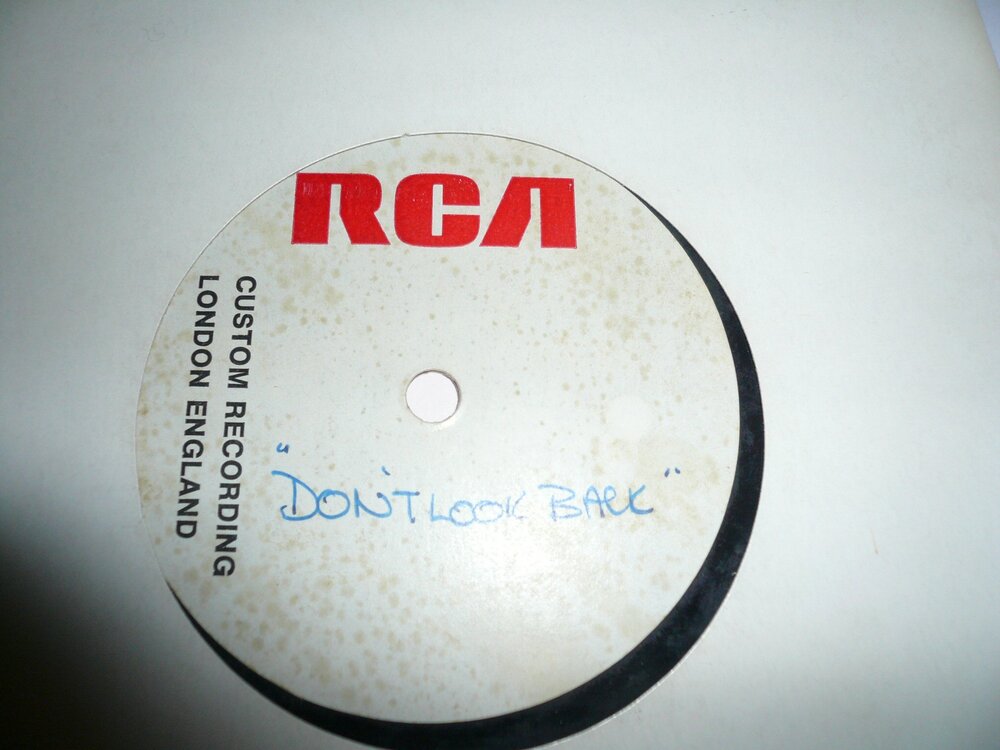 RCA
CUSTOM RECORDING
LONDON ENGLAND
"DON'T LOOK BACK"